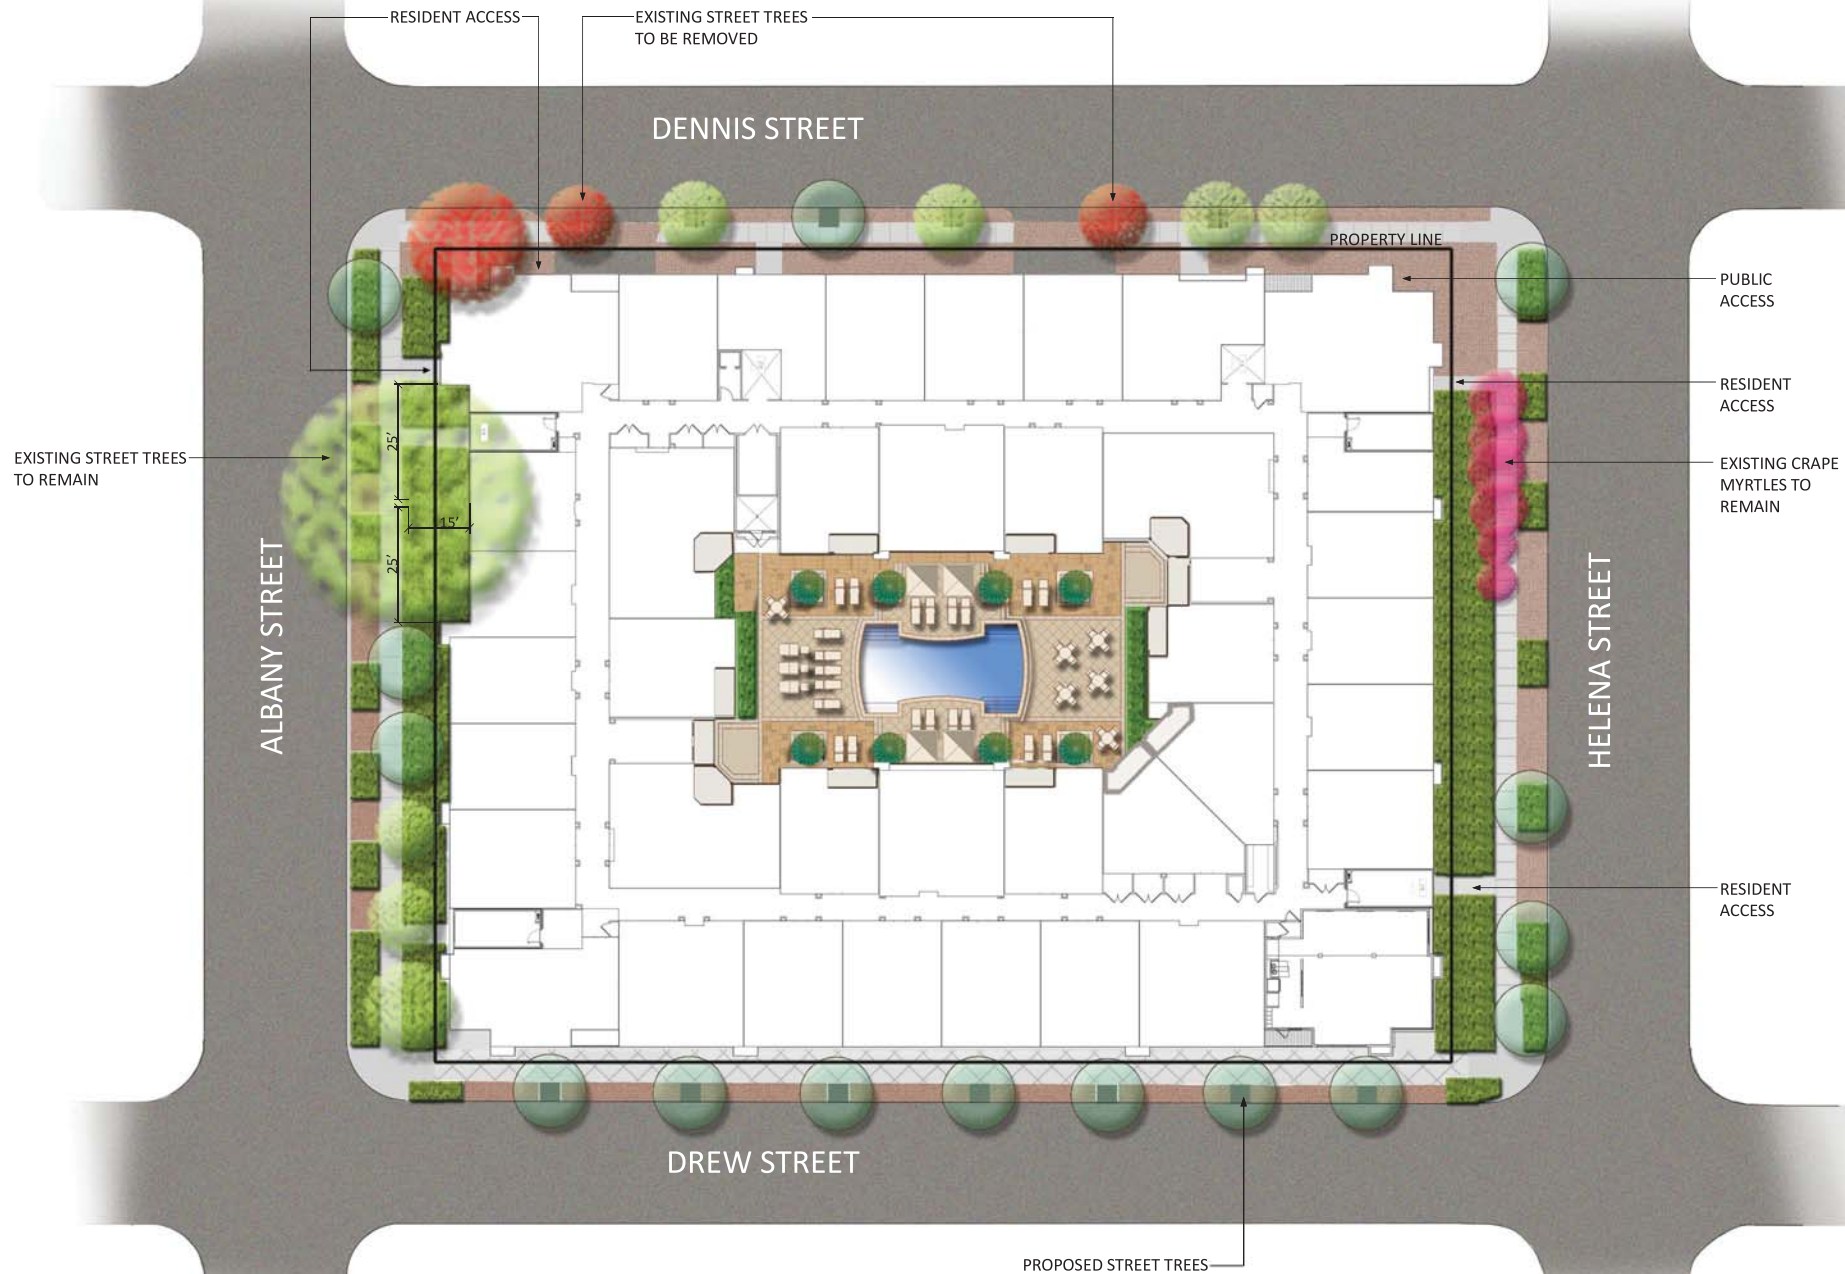 RESIDENT ACCESS
EXISTING STREET TREES
TO BE REMOVED
DENNIS STREET
PROPERTY LINE
PUBLIC
ACCESS
RESIDENT
ACCESS
EXISTING STREET TREES
TO REMAIN
25'
15'
25'
EXISTING CRAPE
MYRTLES TO
REMAIN
ALBANY STREET
HELENA STREET
RESIDENT
ACCESS
DREW STREET
PROPOSED STREET TREES